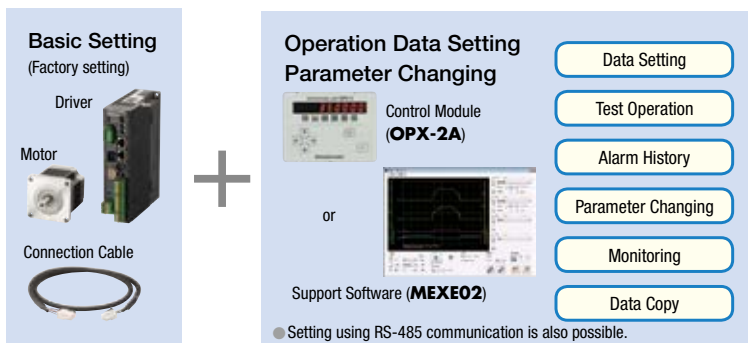 Basic Setting
(Factory setting)
Driver
Motor
Connection Cable
Operation Data Setting
Parameter Changing
Control Module
(OPX-2A)
or
Support Software (MEXE02)
Setting using RS-485 communication is also possible.
Data Setting
Test Operation
Alarm History
Parameter Changing
Monitoring
Data Copy